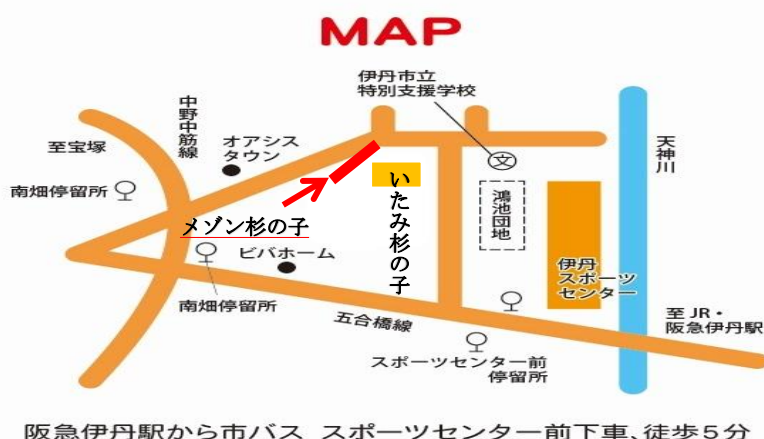 MAP
伊丹市立
特別支援学校
中野中筋線
至宝塚
オアシス
タウン
天神川
文
南畑停留所
いたみ杉の子
鴻池団地
メゾン杉の子
ビバホーム
伊丹
スポーツ
センター
南畑停留所
五合橋線
至 JR・
阪急伊丹駅
スポーツセンター前
停留所
阪急伊丹駅から市バス スポーツセンター前下車、徒歩5分